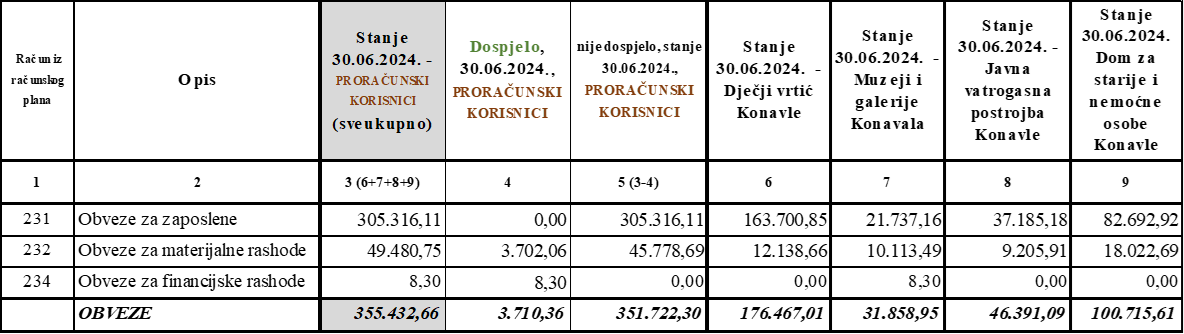 Račun iz
računskog
plana
Opis
Stanje
30.06.2024. -
PRORAČUNSKI
KORISNICI
(sveukupno)
Dospjelo,
30.06.2024.,
PRORAČUNSKI
KORISNICI
nije dospjelo, stanje
30.06.2024.,
PRORAČUNSKI
KORISNICI
Stanje
30.06.2024. -
Dječji vrtić
Konavle
Stanje
30.06.2024. -
Muzeji i
galerije
Konavala
Stanje
30.06.2024. -
Javna
vatrogasna
postrojba
Konavle
Stanje
30.06.2024.
Dom za
starije i
nemoćne
osobe
Konavle
1 2 3 (6+7+8+9) 4 5 (3-4) 6 7 8 9
231 Obveze za zaposlene 305.316,11 0,00 305.316,11 163.700,85 21.737,16 37.185,18 82.692,92
232 Obveze za materijalne rashode 49.480,75 3.702,06 45.778,69 12.138,66 10.113,49 9.205,91 18.022,69
234 Obveze za financijske rashode 8,30 8,30 0,00 0,00 8,30 0,00 0,00
OBVEZE 355.432,66 3.710,36 351.722,30 176.467,01 31.858,95 46.391,09 100.715,61